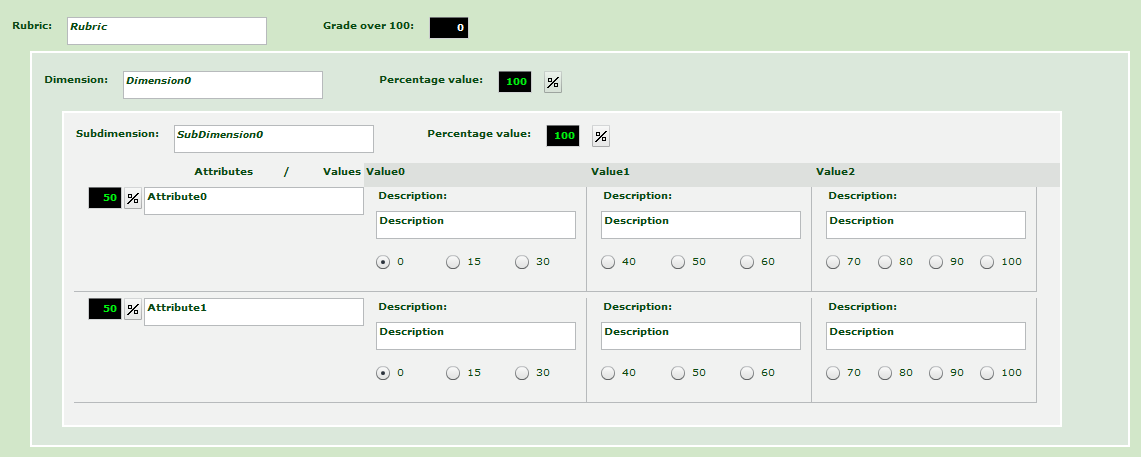 Rubric: Rubric Grade over 100: 0
Dimension: Dimension0 Percentage value: 100 %
Subdimension: SubDimension0 Percentage value: 100 %
Attributes / Values Value0 Value1 Value2
50 % Attribute0 Description: Description: Description:
Description Description Description
0 15 30 40 50 60 70 80 90 100
50 % Attribute1 Description: Description: Description:
Description Description Description
0 15 30 40 50 60 70 80 90 100